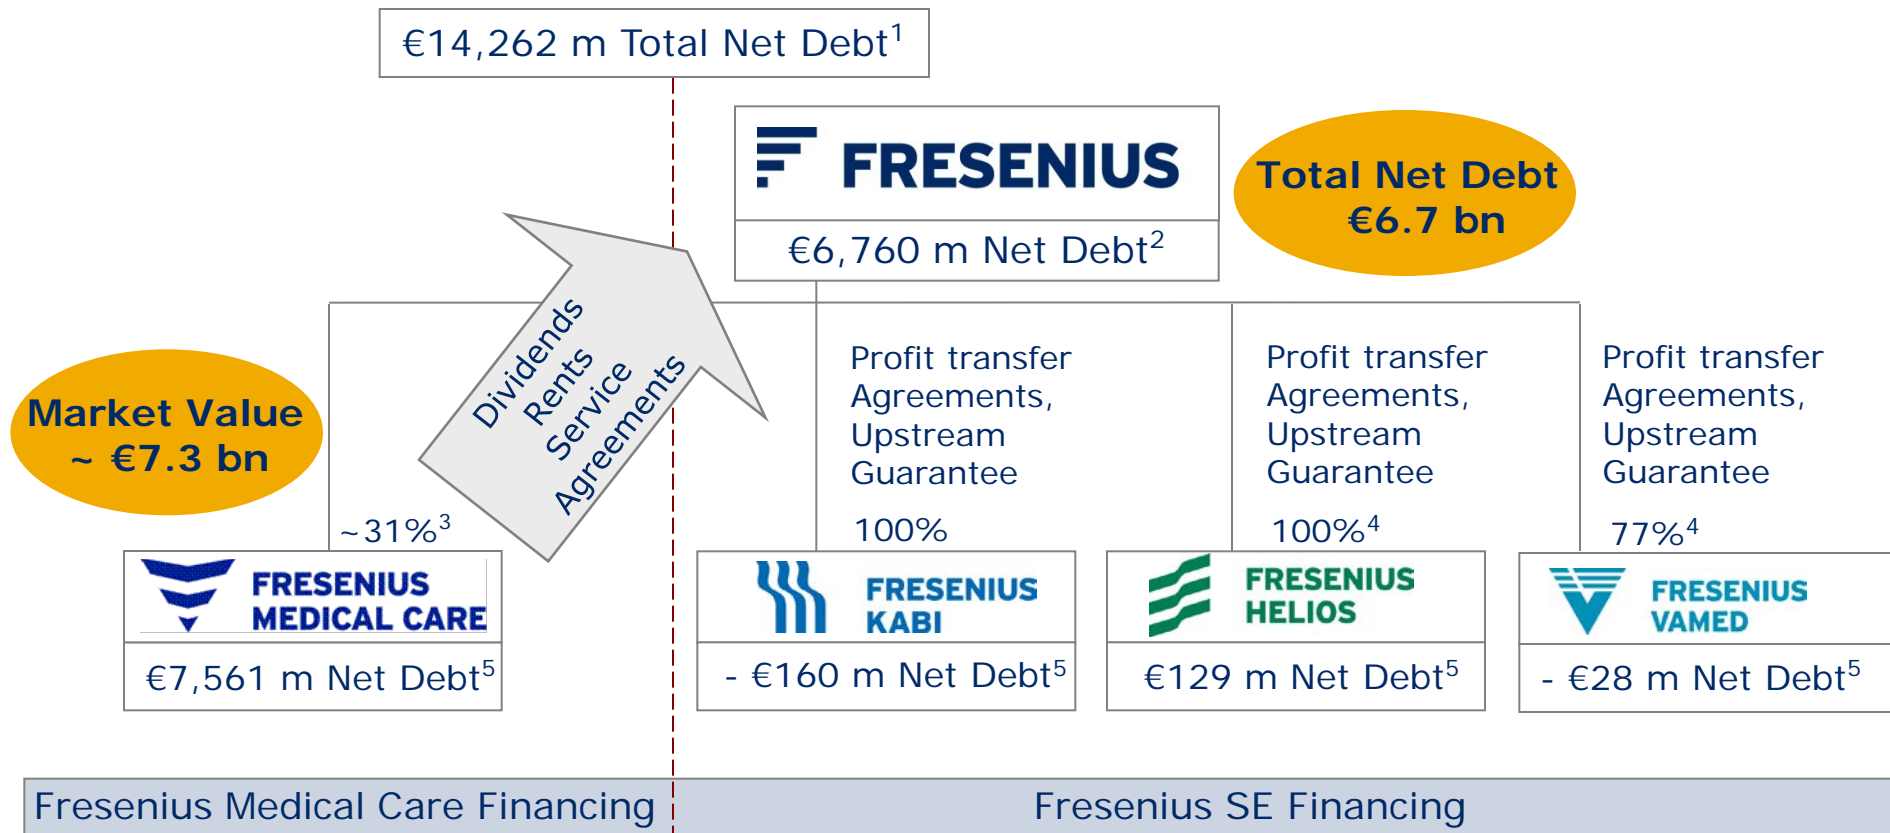 €14,262 m Total Net Debt¹
FRESENIUS
€6,760 m Net Debt²
Total Net Debt
€6.7 bn
Market Value
~ €7.3 bn
Dividends
Rents
Service
Agreements
~31%³
FRESENIUS
MEDICAL CARE
€7,561 m Net Debt⁵
Profit transfer
Agreements,
Upstream
Guarantee
100%
FRESENIUS
KABI
- €160 m Net Debt⁵
Profit transfer
Agreements,
Upstream
Guarantee
100%⁴
FRESENIUS
HELIOS
€129 m Net Debt⁵
Profit transfer
Agreements,
Upstream
Guarantee
77%⁴
FRESENIUS
VAMED
- €28 m Net Debt⁵
Fresenius Medical Care Financing
Fresenius SE Financing